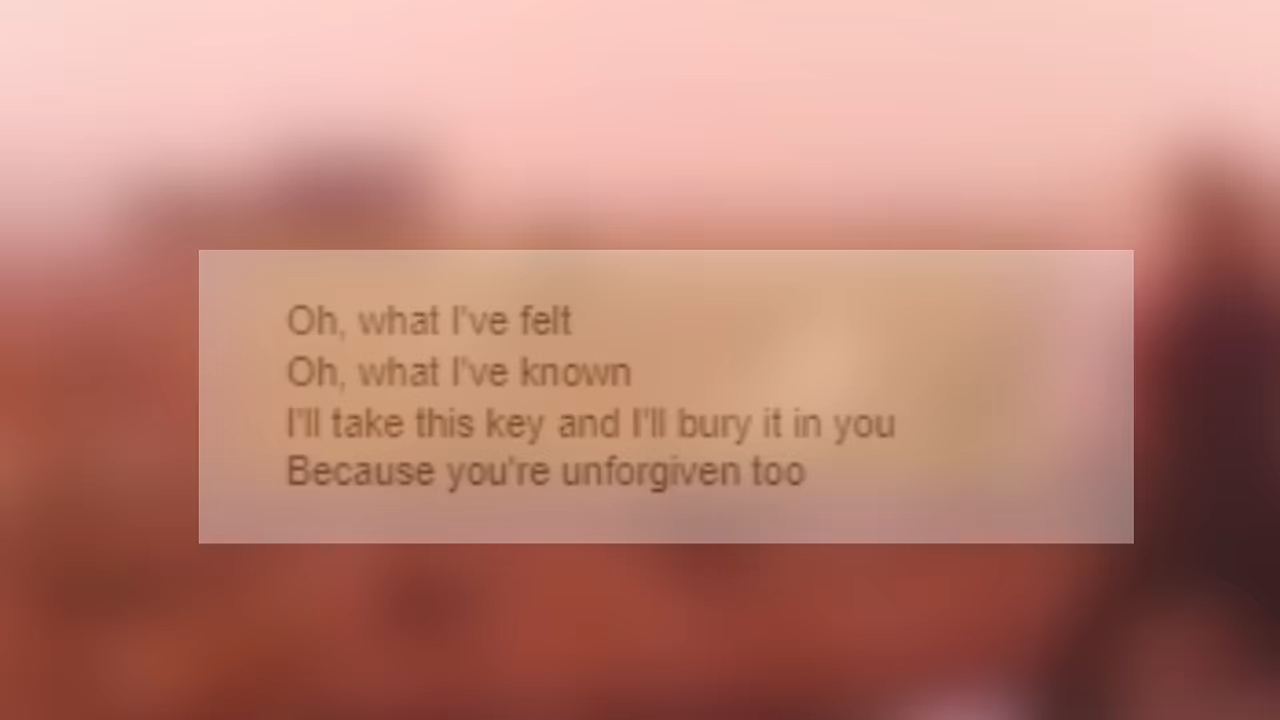 Oh, what I've felt
Oh, what I've known
I'll take this key and I'll bury it in you
Because you're unforgiven too